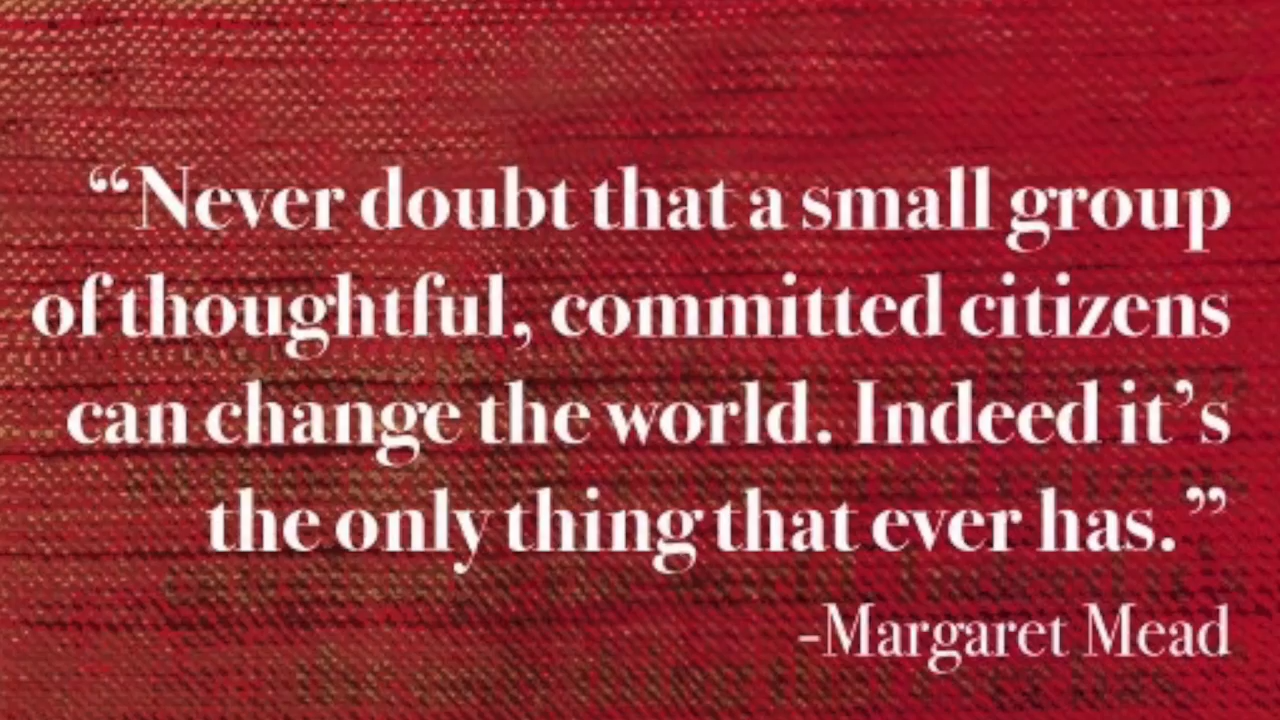 “Never doubt that a small group
of thoughtful, committed citizens
can change the world. Indeed it’s
the only thing that ever has.”
-Margaret Mead